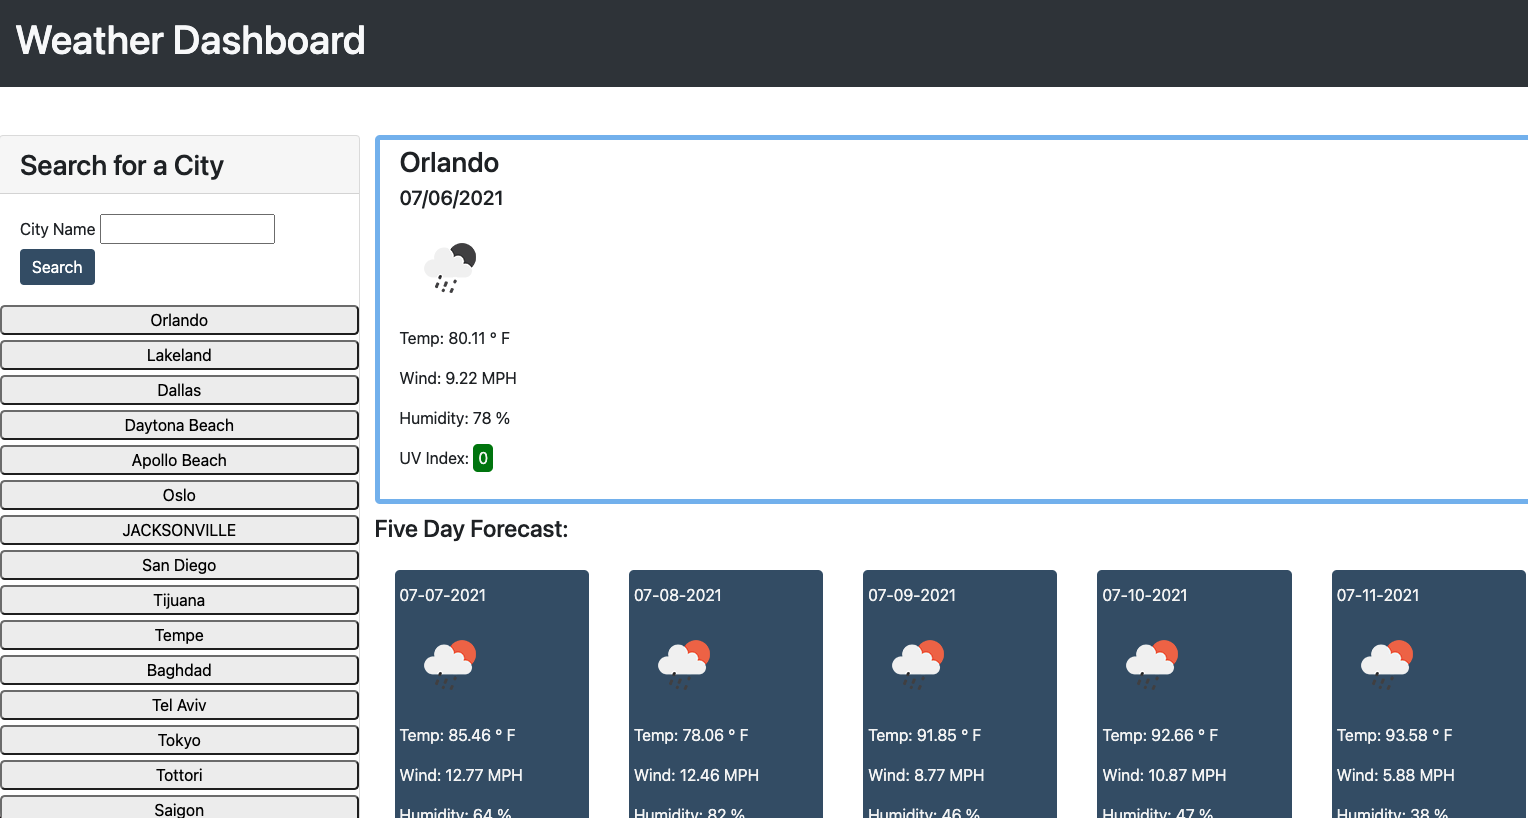 Weather Dashboard
Search for a City
City Name
Search
Orlando
Lakeland
Dallas
Daytona Beach
Apollo Beach
Oslo
JACKSONVILLE
San Diego
Tijuana
Tempe
Baghdad
Tel Aviv
Tokyo
Tottori
Saigon
Orlando
07/06/2021
Temp: 80.11 ° F
Wind: 9.22 MPH
Humidity: 78 %
UV Index: 0
Five Day Forecast:
07-07-2021
Temp: 85.46 ° F
Wind: 12.77 MPH
Humidity: 64 %
07-08-2021
Temp: 78.06 ° F
Wind: 12.46 MPH
Humidity: 82 %
07-09-2021
Temp: 91.85 ° F
Wind: 8.77 MPH
Humidity: 46 %
07-10-2021
Temp: 92.66 ° F
Wind: 10.87 MPH
Humidity: 47 %
07-11-2021
Temp: 93.58 ° F
Wind: 5.88 MPH
Humidity: 38 %